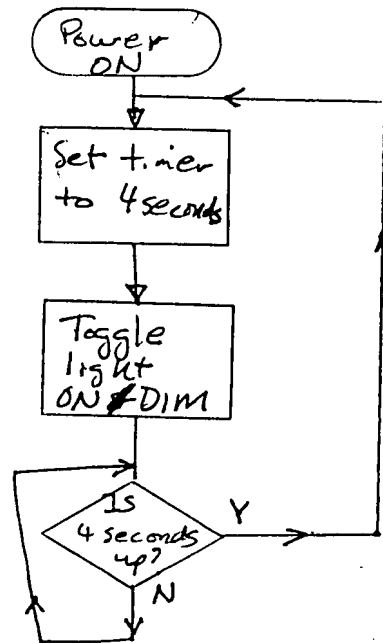 Power
ON
Set timer
to 4 seconds
Toggle
light
ON DIM
Is
4 seconds
up?
Y
N